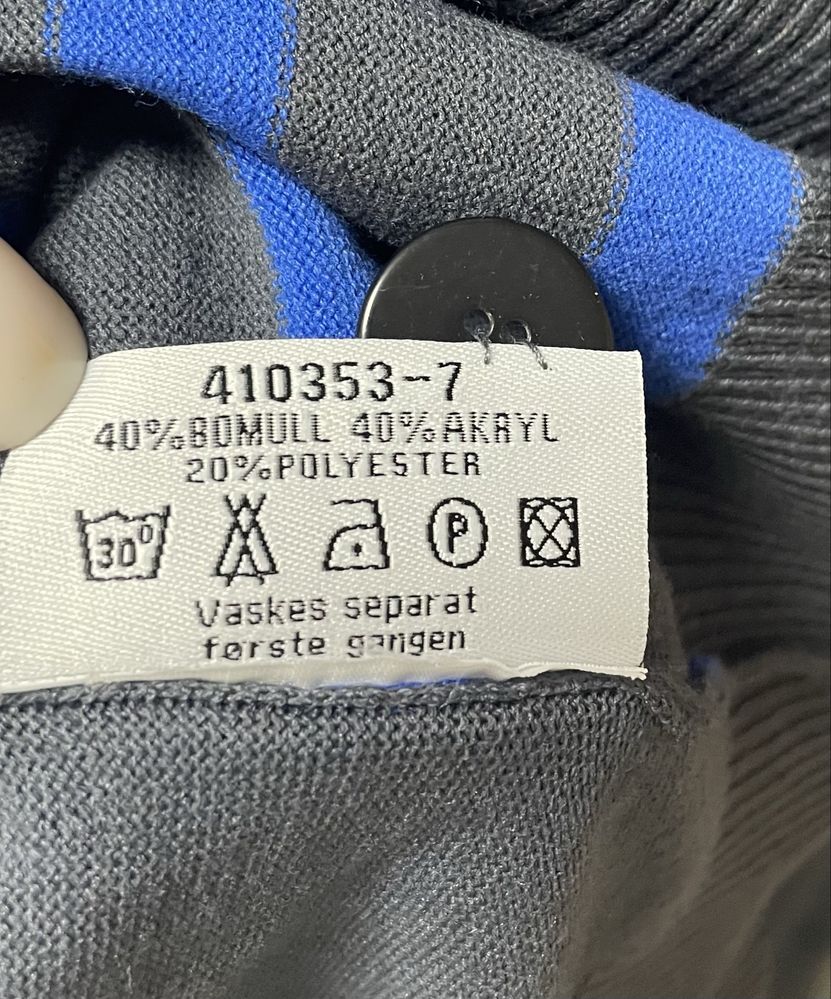 410353-7
40%BOMULL 40%AKRYL
20%POLYESTER
30° P
Vaskes separat
første gangen